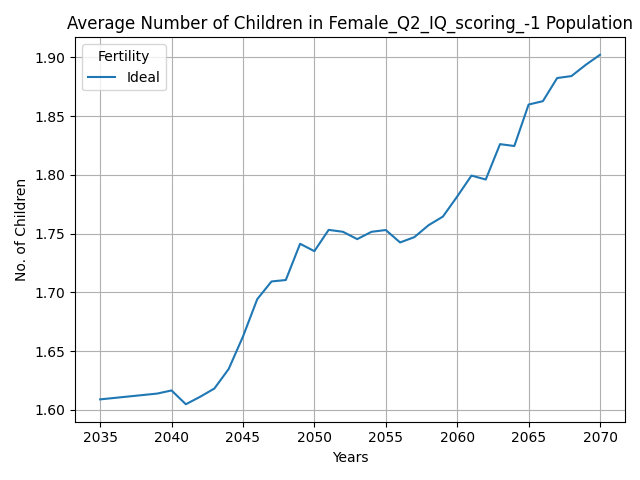 Average Number of Children in Female_Q2_IQ_scoring_-1 Population
Fertility
Ideal
1.90
1.85
1.80
1.75
1.70
1.65
1.60
No. of Children
2035 2040 2045 2050 2055 2060 2065 2070
Years